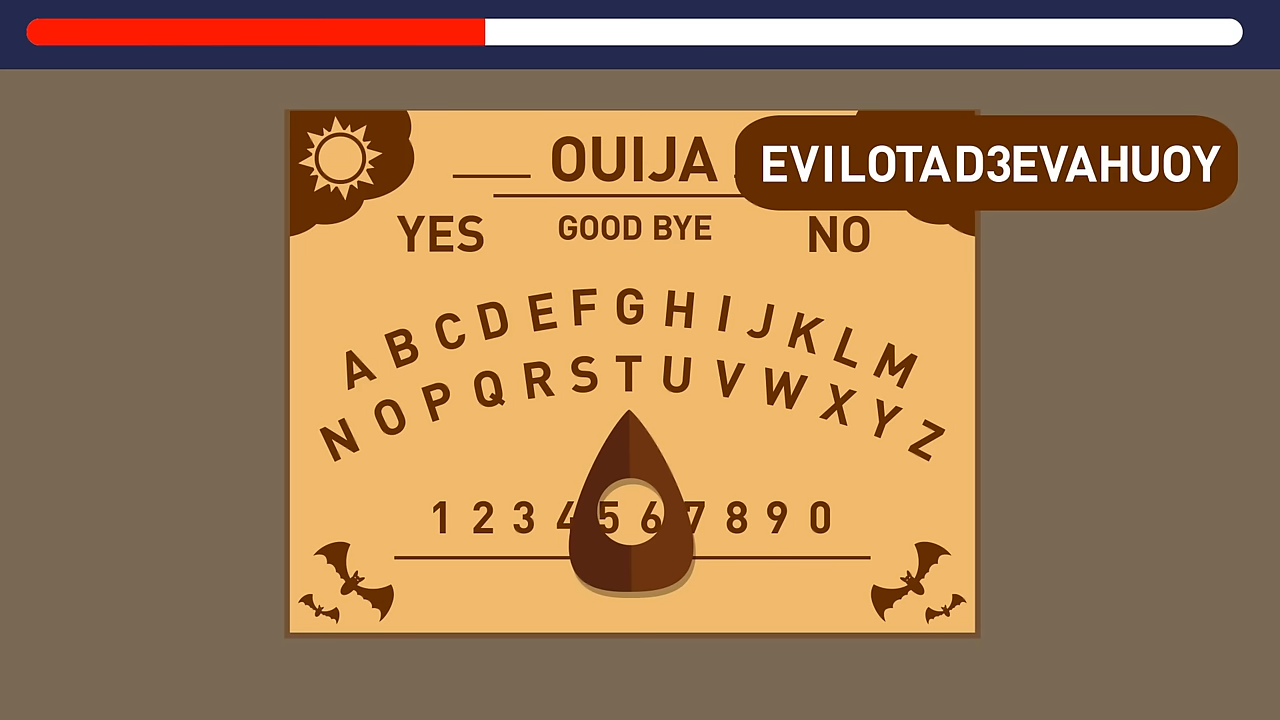 OUIJA
EVILOTAD3EVAHUOY
YES GOOD BYE NO
A B C D E F G H I J K L M
N O P Q R S T U V W X Y Z
1 2 3 4 5 6 7 8 9 0